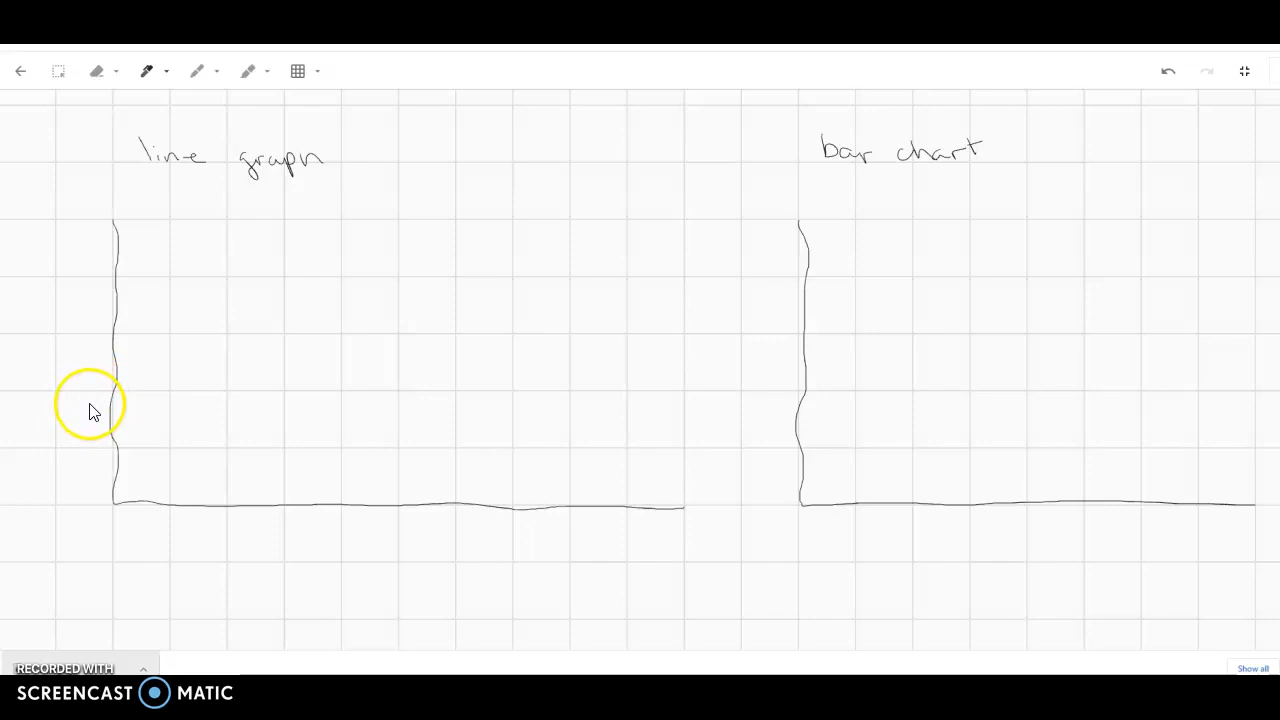 line graph
bar chart
RECORDED WITH
SCREENCAST MATIC
Show all